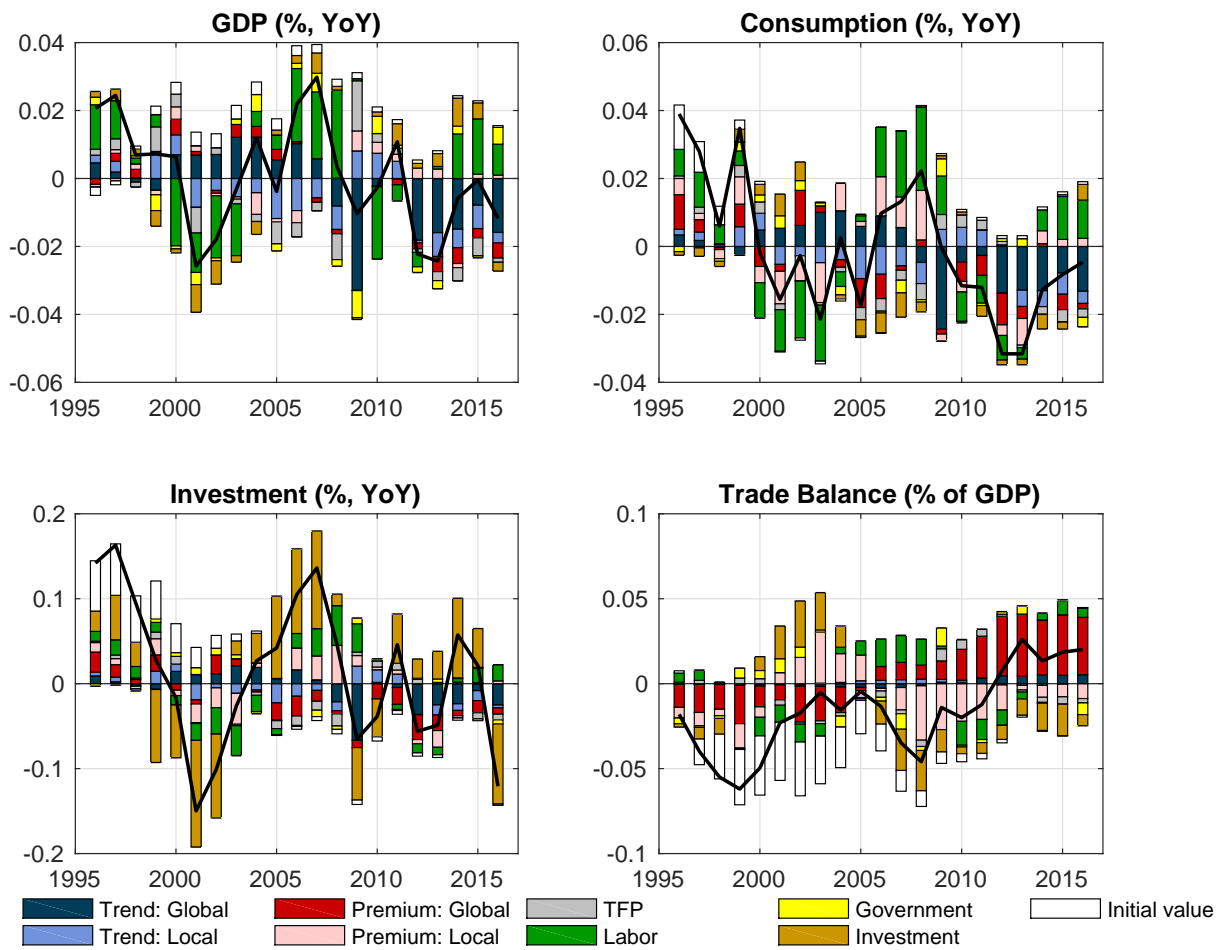 GDP (%, YoY)
0.04
0.02
0
-0.02
-0.04
-0.06
1995 2000 2005 2010 2015
Consumption (%, YoY)
0.06
0.04
0.02
0
-0.02
-0.04
1995 2000 2005 2010 2015
Investment (%, YoY)
0.2
0.1
0
-0.1
-0.2
1995 2000 2005 2010 2015
Trade Balance (% of GDP)
0.1
0.05
0
-0.05
-0.1
1995 2000 2005 2010 2015
Trend: Global Premium: Global TFP Government Initial value
Trend: Local Premium: Local Labor Investment